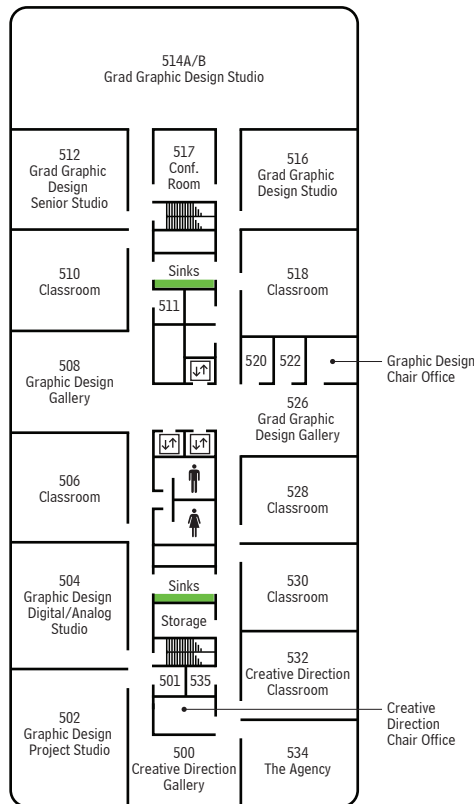 514A/B
Grad Graphic Design Studio
512
Grad Graphic
Design
Senior Studio
517
Conf.
Room
516
Grad Graphic
Design Studio
510
Classroom
Sinks
511
518
Classroom
508
Graphic Design
Gallery
520
522
Graphic Design
Chair Office
526
Grad Graphic
Design Gallery
506
Classroom
528
Classroom
504
Graphic Design
Digital/Analog
Studio
Sinks
Storage
530
Classroom
532
Creative Direction
Classroom
501
535
502
Graphic Design
Project Studio
Creative
Direction
Chair Office
500
Creative Direction
Gallery
534
The Agency